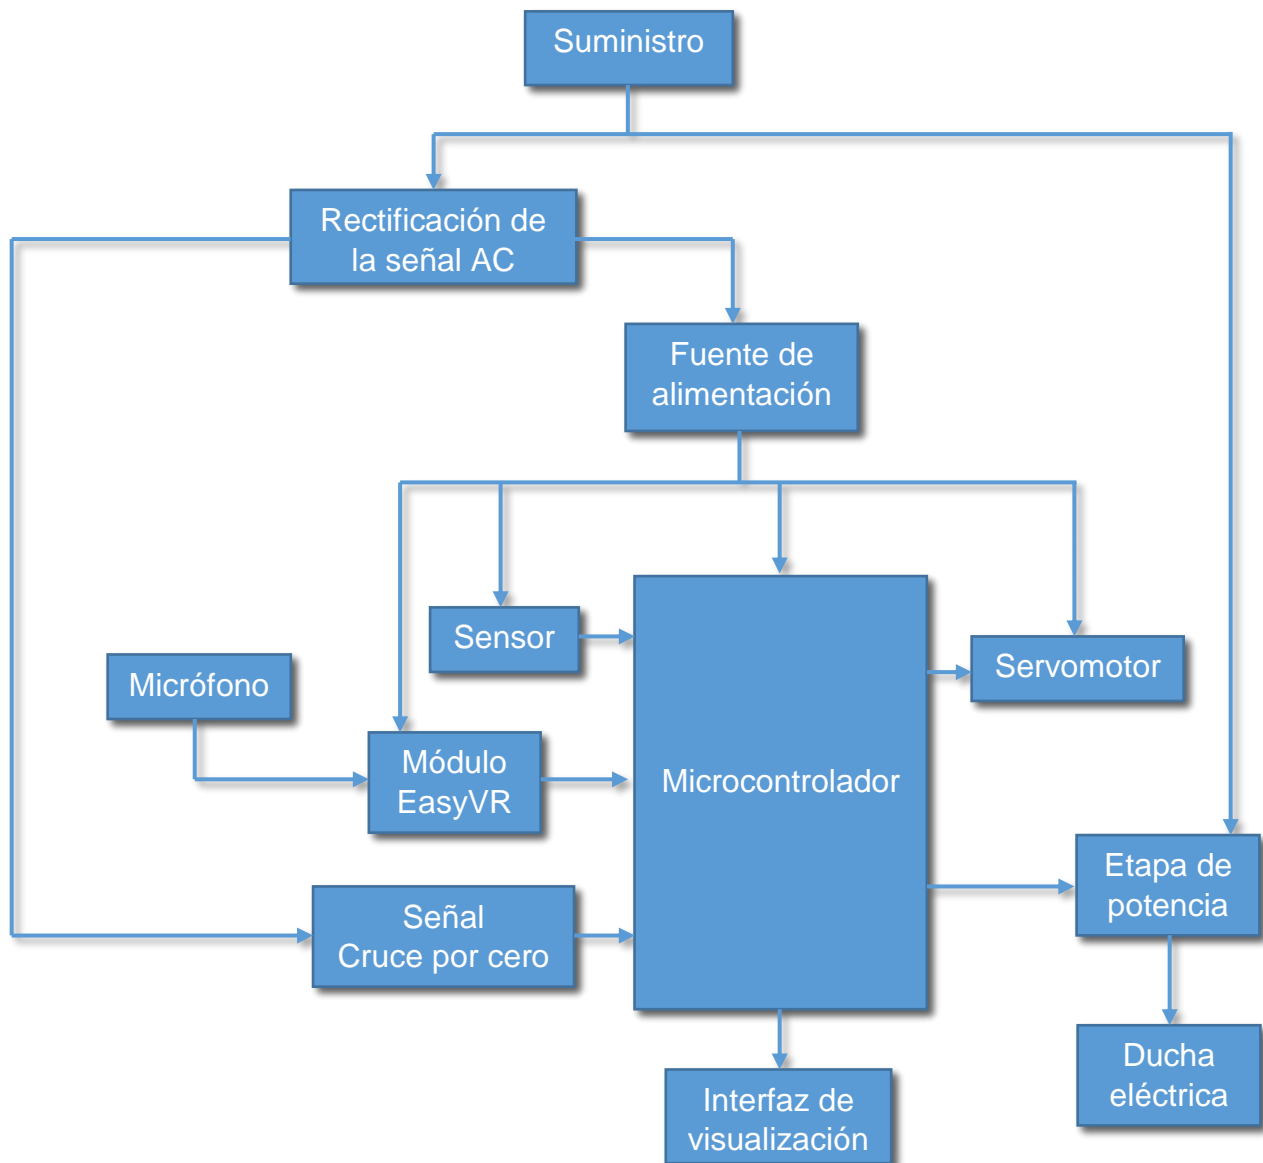 Suministro
Rectificación de
la señal AC
Fuente de
alimentación
Sensor
Servomotor
Micrófono
Módulo
EasyVR
Microcontrolador
Etapa de
potencia
Señal
Cruce por cero
Ducha
eléctrica
Interfaz de
visualización